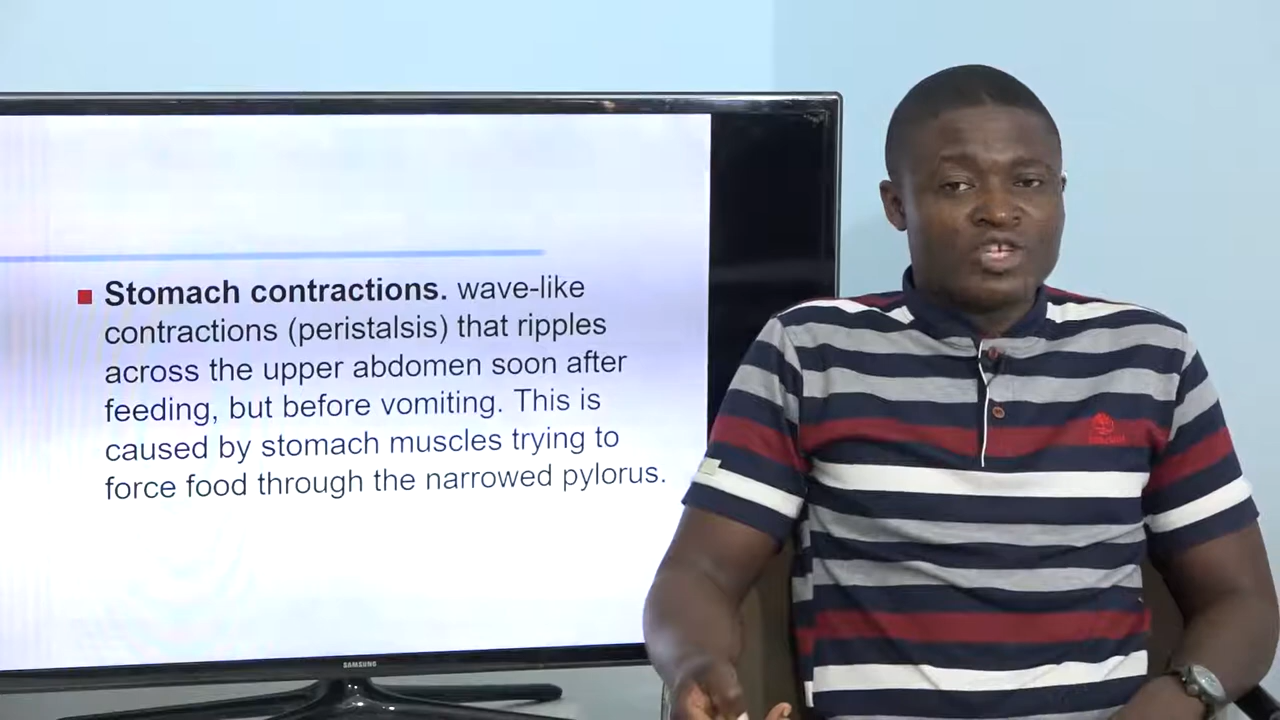 Stomach contractions. wave-like
contractions (peristalsis) that ripples
across the upper abdomen soon after
feeding, but before vomiting. This is
caused by stomach muscles trying to
force food through the narrowed pylorus.
SAMSUNG